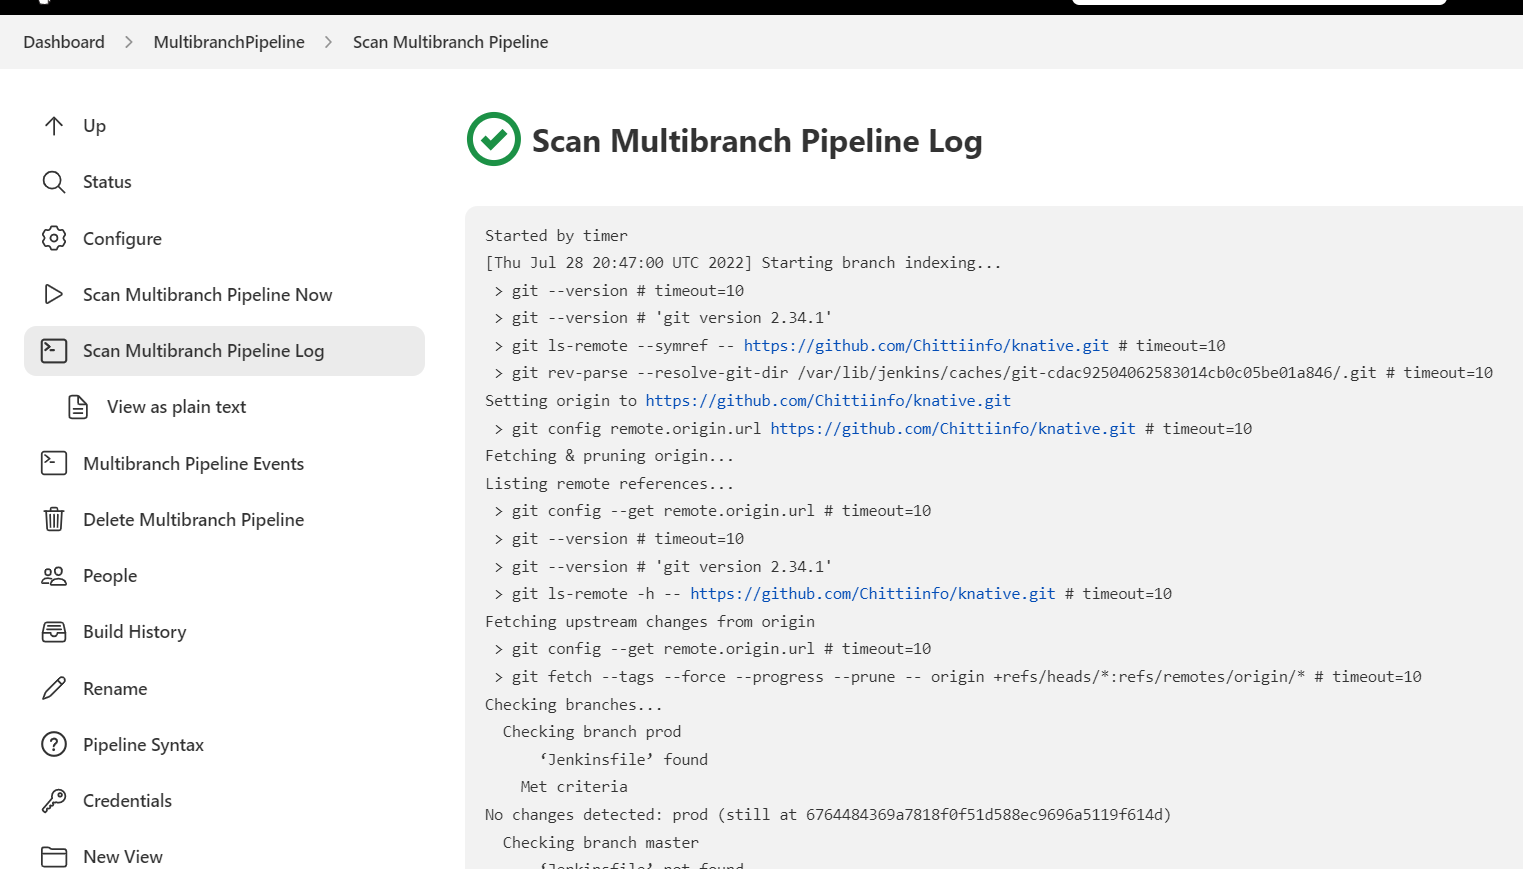 Dashboard > MultibranchPipeline > Scan Multibranch Pipeline
Up
Status
Configure
Scan Multibranch Pipeline Now
Scan Multibranch Pipeline Log
View as plain text
Multibranch Pipeline Events
Delete Multibranch Pipeline
People
Build History
Rename
Pipeline Syntax
Credentials
New View
Scan Multibranch Pipeline Log
Started by timer
[Thu Jul 28 20:47:00 UTC 2022] Starting branch indexing...
> git --version # timeout=10
> git --version # 'git version 2.34.1'
> git ls-remote --symref -- https://github.com/Chittiinfo/knative.git # timeout=10
> git rev-parse --resolve-git-dir /var/lib/jenkins/caches/git-cdac92504062583014cb0c05be01a846/.git # timeout=10
Setting origin to https://github.com/Chittiinfo/knative.git
> git config remote.origin.url https://github.com/Chittiinfo/knative.git # timeout=10
Fetching & pruning origin...
Listing remote references...
> git config --get remote.origin.url # timeout=10
> git --version # timeout=10
> git --version # 'git version 2.34.1'
> git ls-remote -h -- https://github.com/Chittiinfo/knative.git # timeout=10
Fetching upstream changes from origin
> git config --get remote.origin.url # timeout=10
> git fetch --tags --force --progress --prune -- origin +refs/heads/*:refs/remotes/origin/* # timeout=10
Checking branches...
Checking branch prod
‘Jenkinsfile’ found
Met criteria
No changes detected: prod (still at 6764484369a7818f0f51d588ec9696a5119f614d)
Checking branch master
‘Jenkinsfile’ not found